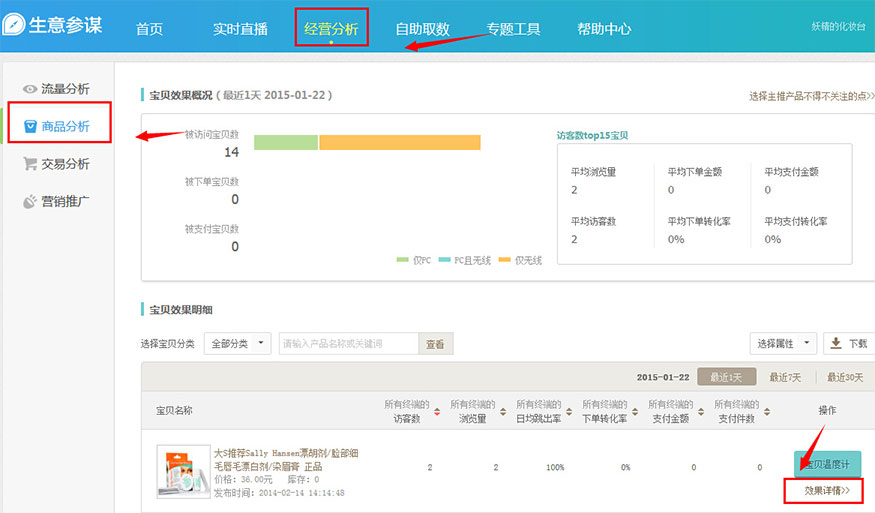 生意参谋 首页 实时直播 经营分析 自助取数 专题工具 帮助中心 妖精的化妆台
流量分析
商品分析
交易分析
营销推广
宝贝效果概况（最近1天 2015-01-22） 选择主推产品不得不关注的点>>
被访问宝贝数
14
被下单宝贝数
0
被支付宝贝数
0
仅PC PC且无线 仅无线
访客数top15宝贝
平均浏览量 平均下单金额 平均支付金额
2 0 0
平均访客数 平均下单转化率 平均支付转化率
2 0% 0%
宝贝效果明细
选择宝贝分类 全部分类 请输入产品名称或关键词 查看 选择属性 下载
2015-01-22 最近1天 最近7天 最近30天
宝贝名称 所有终端的 所有终端的 所有终端的 所有终端的 所有终端的 所有终端的 操作
访客数 浏览量 日均跳出率 下单转化率 支付金额 支付件数
大S推荐Sally Hansen漂胡剂/脸部细
毛唇毛漂白剂/染眉膏 正品
价格：36.00元 库存：0
发布时间：2014-02-14 14:14:48
2 2 100% 0% 0 0
宝贝温度计
效果详情>>